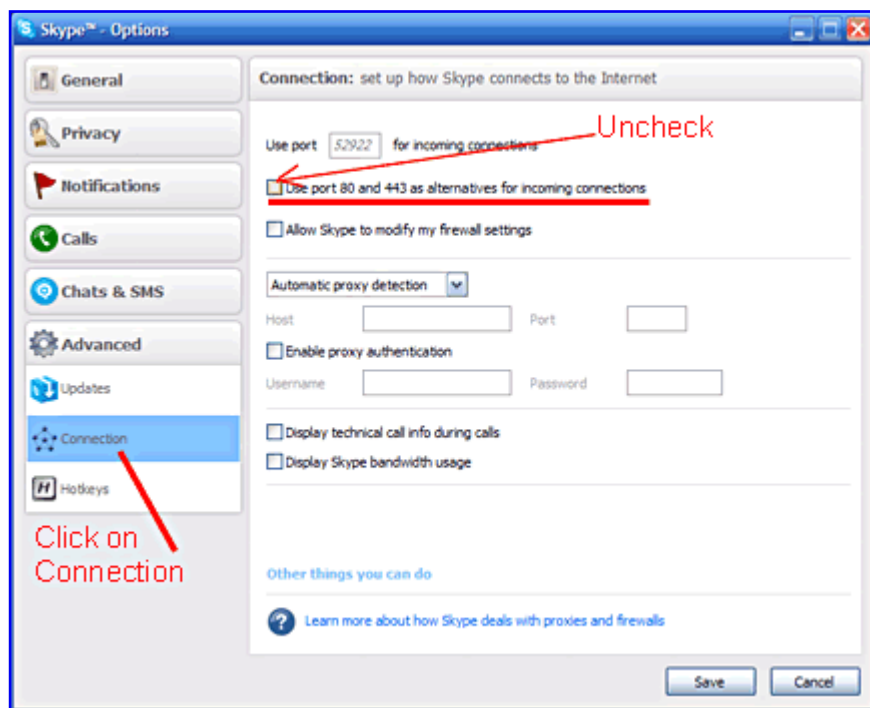 Skype™ - Options
General
Privacy
Notifications
Calls
Chats & SMS
Advanced
Updates
Connection
Hotkeys
Click on
Connection
Connection: set up how Skype connects to the Internet
Uncheck
Use port 52922 for incoming connections
Use port 80 and 443 as alternatives for incoming connections
Allow Skype to modify my firewall settings
Automatic proxy detection
Host Port
Enable proxy authentication
Username Password
Display technical call info during calls
Display Skype bandwidth usage
Other things you can do
Learn more about how Skype deals with proxies and firewalls
Save Cancel